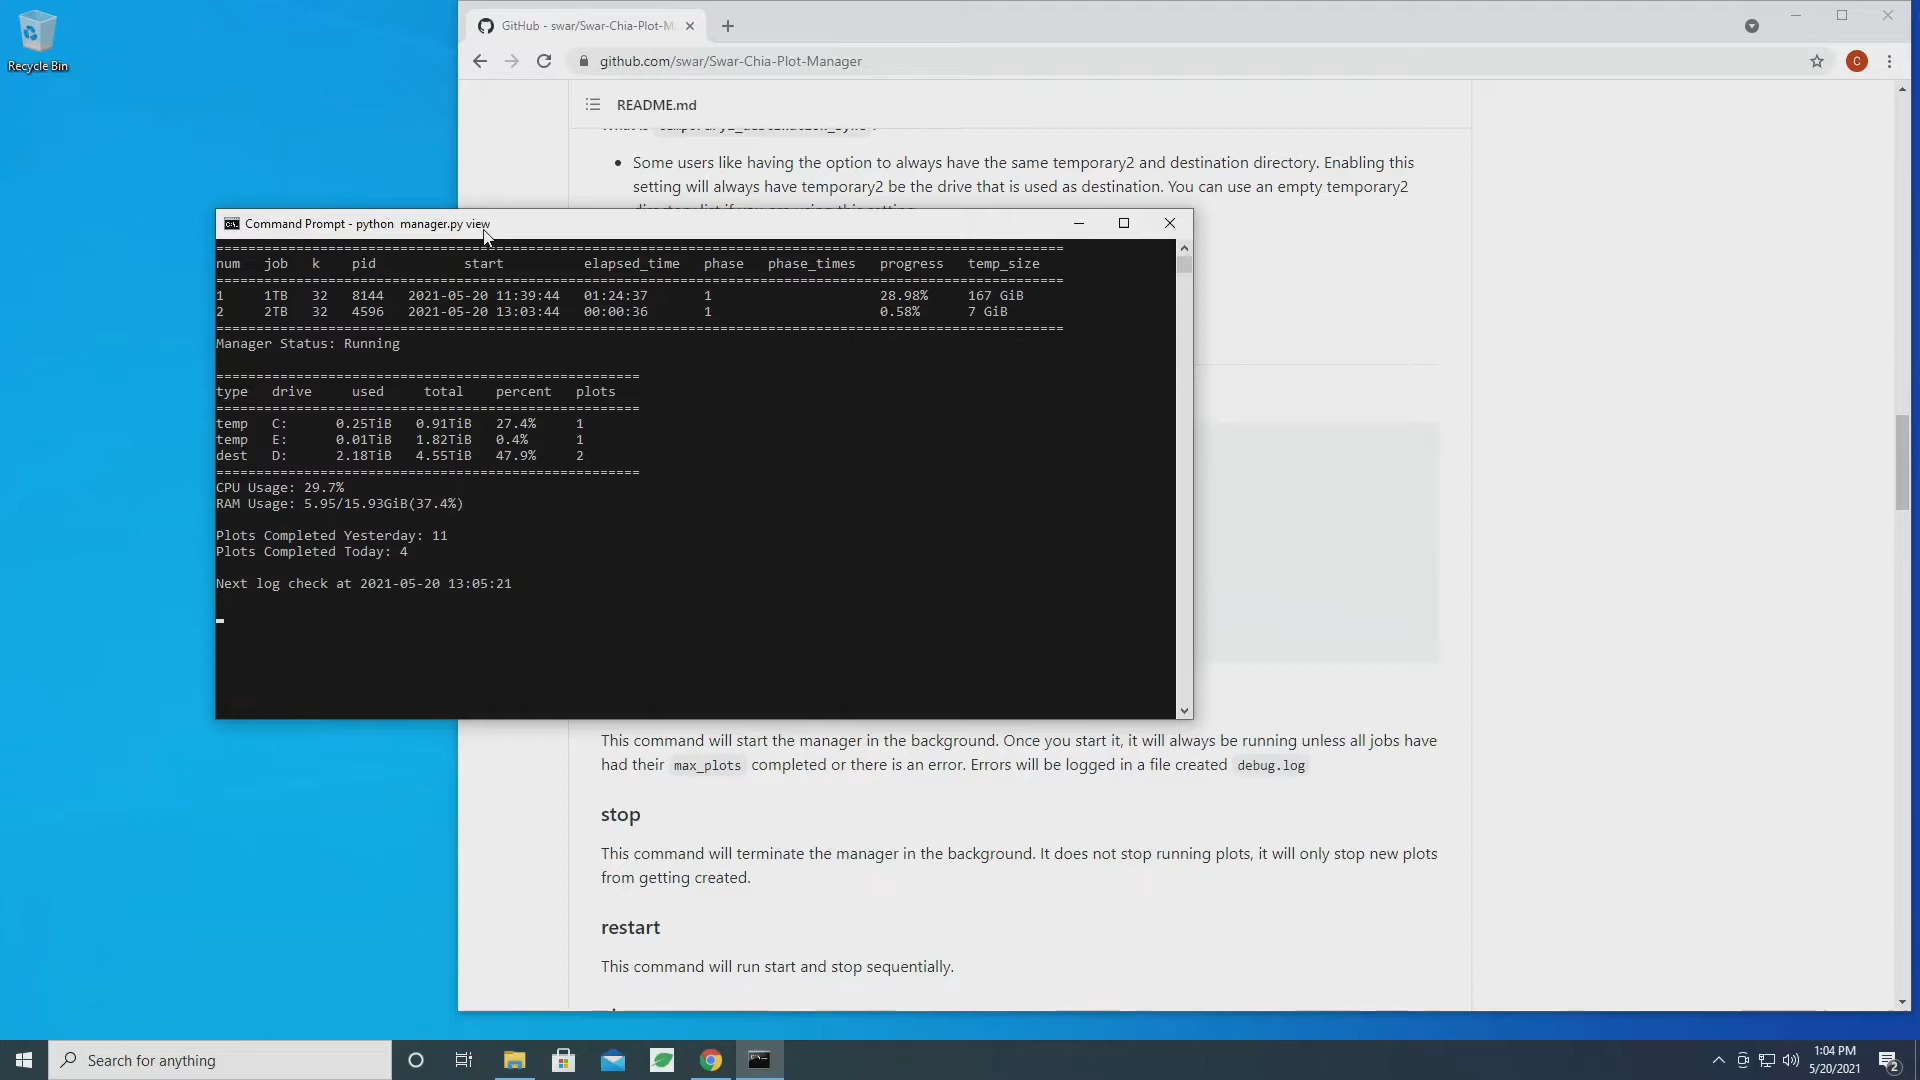 Recycle Bin
GitHub - swar/Swar-Chia-Plot-M
github.com/swar/Swar-Chia-Plot-Manager
C
README.md
Some users like having the option to always have the same temporary2 and destination directory. Enabling this
setting will always have temporary2 be the drive that is used as destination. You can use an empty temporary2
Command Prompt - python  manager.py view
================================================================================
num job k pid start elapsed_time phase phase_times progress temp_size
================================================================================
1 1TB 32 8144 2021-05-20 11:39:44 01:24:37 1 28.98% 167 GiB
2 2TB 32 4596 2021-05-20 13:03:44 00:00:36 1 0.58% 7 GiB
================================================================================
Manager Status: Running
=====================================================
type drive used total percent plots
=====================================================
temp C: 0.25TiB 0.91TiB 27.4% 1
temp E: 0.01TiB 1.82TiB 0.4% 1
dest D: 2.18TiB 4.55TiB 47.9% 2
=====================================================
CPU Usage: 29.7%
RAM Usage: 5.95/15.93GiB(37.4%)
Plots Completed Yesterday: 11
Plots Completed Today: 4
Next log check at 2021-05-20 13:05:21
This command will start the manager in the background. Once you start it, it will always be running unless all jobs have
had their max_plots completed or there is an error. Errors will be logged in a file created debug.log
stop
This command will terminate the manager in the background. It does not stop running plots, it will only stop new plots
from getting created.
restart
This command will run start and stop sequentially.
Search for anything
1:04 PM
5/20/2021
2